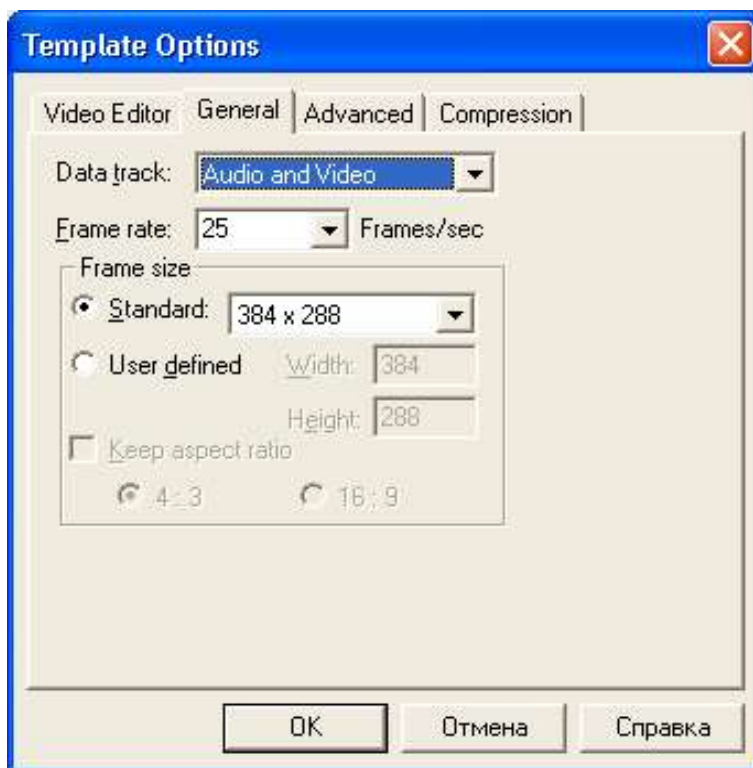 Template Options
Video Editor General Advanced Compression
Data track: Audio and Video
Frame rate: 25 Frames/sec
Frame size
Standard: 384 x 288
User defined Width: 384
Height: 288
Keep aspect ratio
4 : 3 16 : 9
OK Отмена Справка